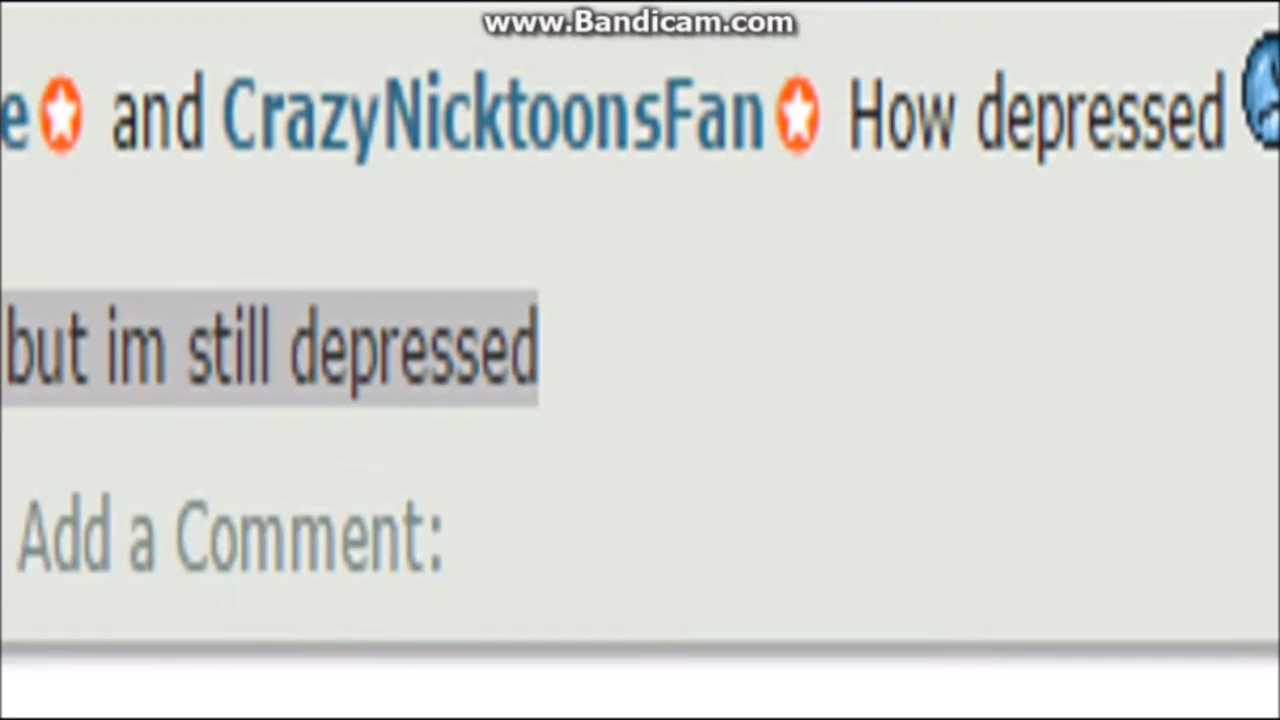 www.Bandicam.com
e and CrazyNicktoonsFan How depressed
but im still depressed
Add a Comment: